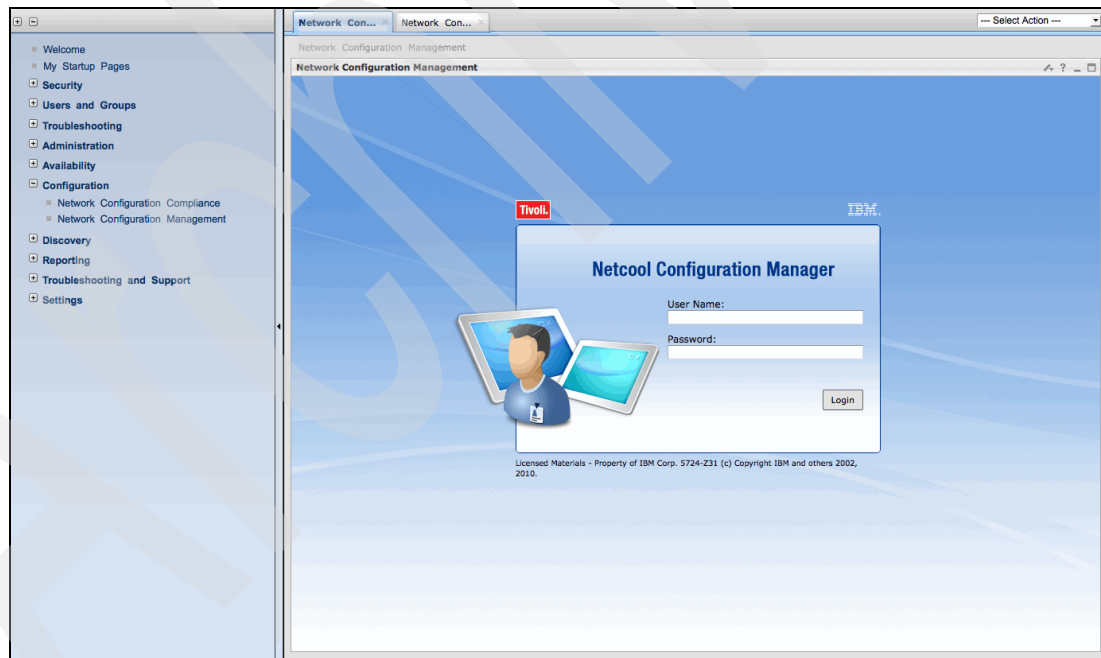 Network Con...
Network Con...
--- Select Action ---
Welcome
My Startup Pages
Security
Users and Groups
Troubleshooting
Administration
Availability
Configuration
Network Configuration Compliance
Network Configuration Management
Discovery
Reporting
Troubleshooting and Support
Settings
Network Configuration Management
Network Configuration Management
Tivoli.
IBM.
Netcool Configuration Manager
User Name:
Password:
Login
Licensed Materials - Property of IBM Corp. 5724-Z31 (c) Copyright IBM and others 2002,
2010.